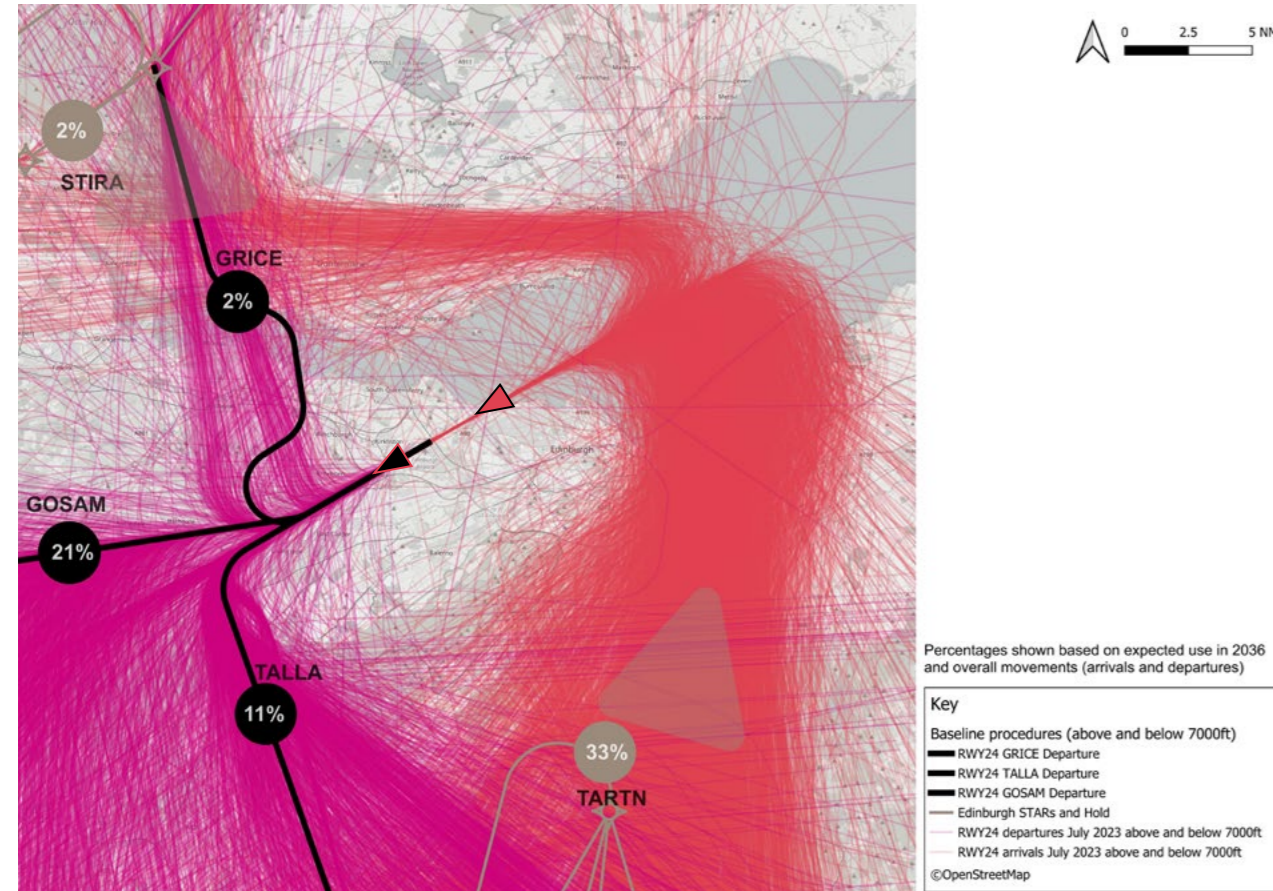 0 2.5 5 NM
2%
STIRA
GRICE
2%
GOSAM
21%
Edinburgh
TALLA
11%
33%
TARTN
Percentages shown based on expected use in 2036
and overall movements (arrivals and departures)
Key
Baseline procedures (above and below 7000ft)
RWY24 GRICE Departure
RWY24 TALLA Departure
RWY24 GOSAM Departure
Edinburgh STARs and Hold
RWY24 departures July 2023 above and below 7000ft
RWY24 arrivals July 2023 above and below 7000ft
©OpenStreetMap